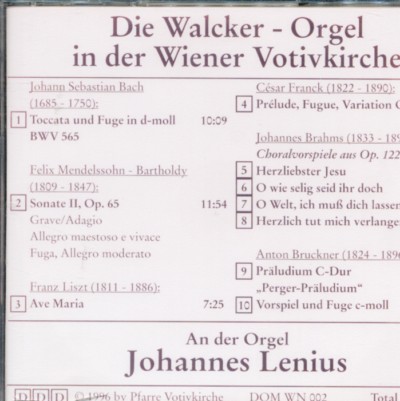 Die Walcker - Orgel
in der Wiener Votivkirche
Johann Sebastian Bach
(1685 - 1750):
1 Toccata und Fuge in d-moll 10:09
BWV 565
Felix Mendelssohn - Bartholdy
(1809 - 1847):
2 Sonate II, Op. 65 11:54
Grave/Adagio
Allegro maestoso e vivace
Fuga, Allegro moderato
Franz Liszt (1811 - 1886):
3 Ave Maria 7:25
César Franck (1822 - 1890):
4 Prélude, Fugue, Variation
Johannes Brahms (1833 - 189
Choralvorspiele aus Op. 122
5 Herzliebster Jesu
6 O wie selig seid ihr doch
7 O Welt, ich muß dich lassen
8 Herzlich tut mich verlange
Anton Bruckner (1824 - 1896
9 Präludium C-Dur
„Perger-Präludium"
10 Vorspiel und Fuge c-moll
An der Orgel
Johannes Lenius
D D D © 1996 by Pfarre Votivkirche DOM WN 002 Total